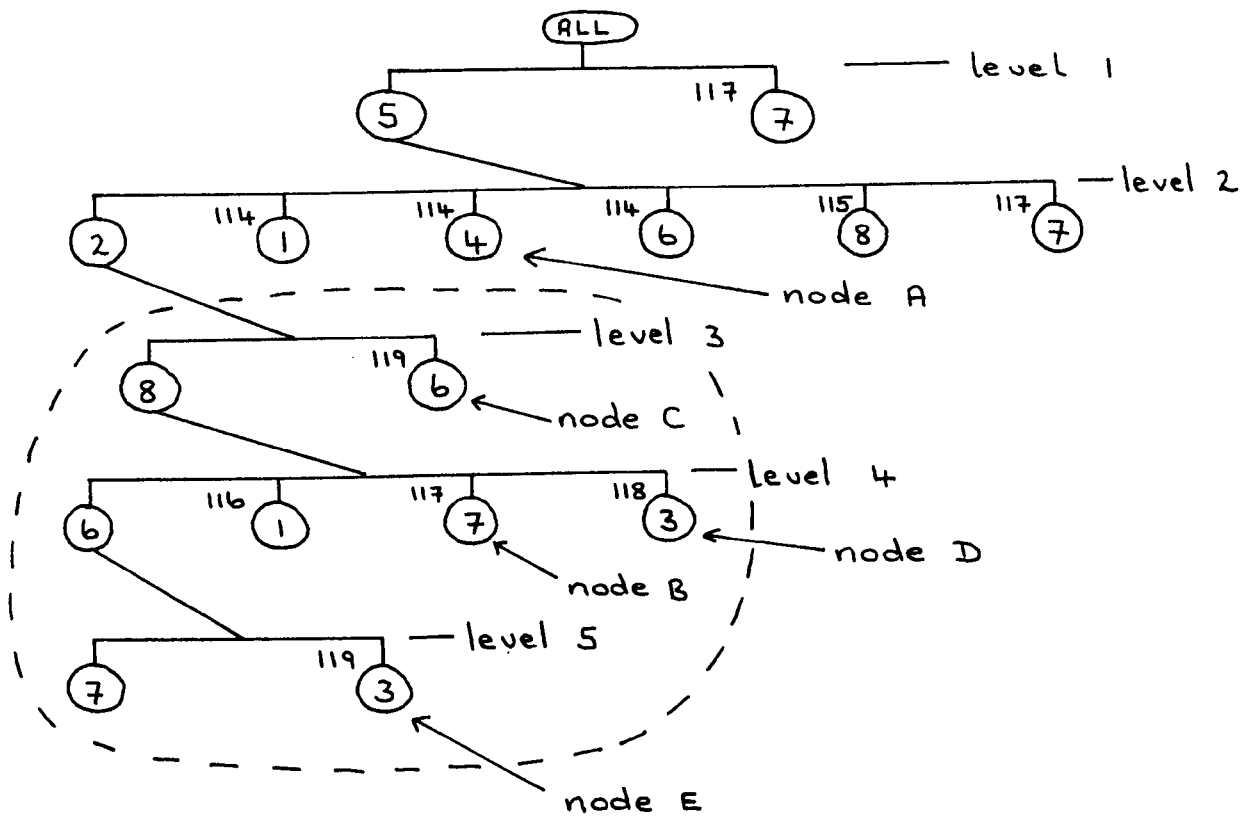 ALL
level 1
5 117 7
level 2
2 114 1 114 4 114 6 115 8 117 7
node A
level 3
8 119 6
node C
level 4
6 116 1 117 7 118 3
node D
node B
level 5
7 119 3
node E